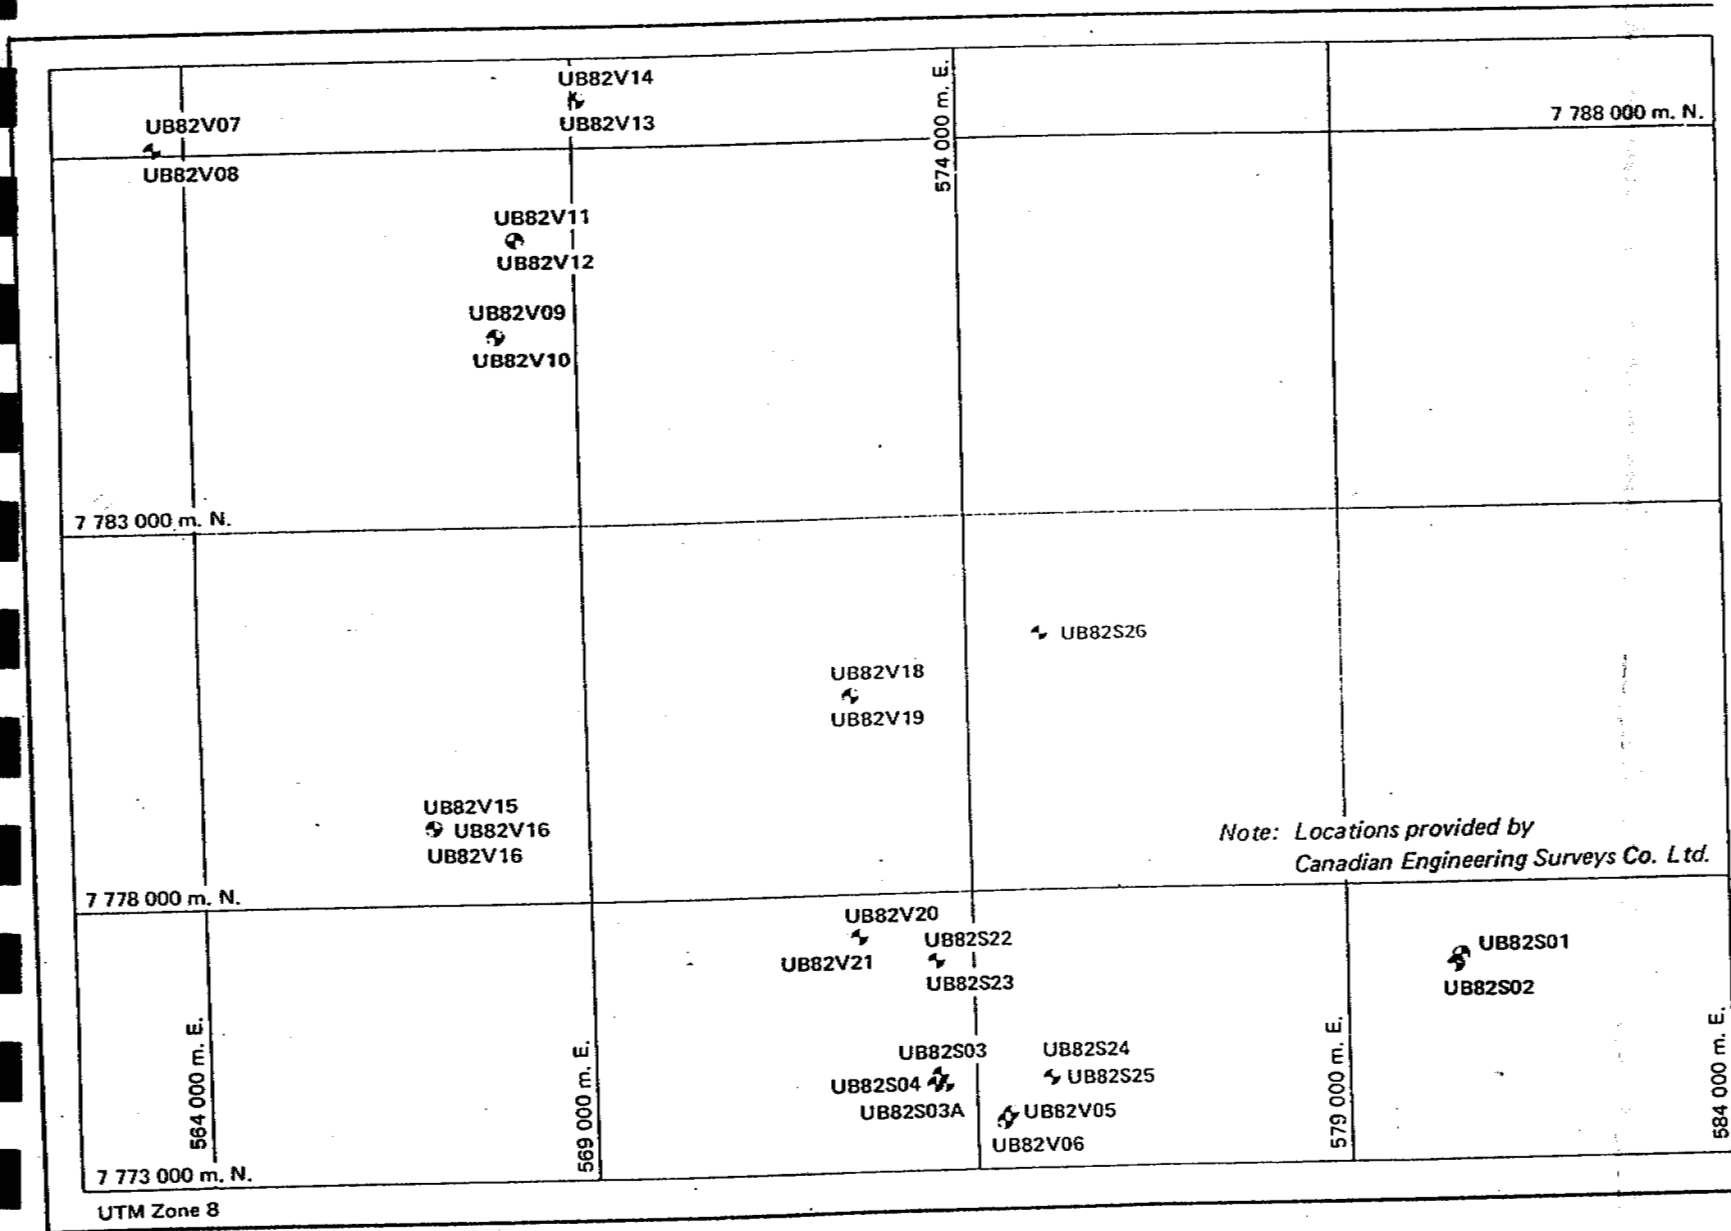 UB82V14
UB82V13
574 000 m. E.
7 788 000 m. N.
UB82V07
UB82V08
UB82V11
UB82V12
UB82V09
UB82V10
7 783 000 m. N.
UB82S26
UB82V18
UB82V19
UB82V15
UB82V16
UB82V16
Note: Locations provided by
Canadian Engineering Surveys Co. Ltd.
7 778 000 m. N.
UB82V20
UB82V21
UB82S22
UB82S23
UB82S01
UB82S02
564 000 m. E.
569 000 m. E.
UB82S03
UB82S04
UB82S03A
UB82S24
UB82S25
UB82V05
UB82V06
579 000 m. E.
584 000 m. E.
7 773 000 m. N.
UTM Zone 8